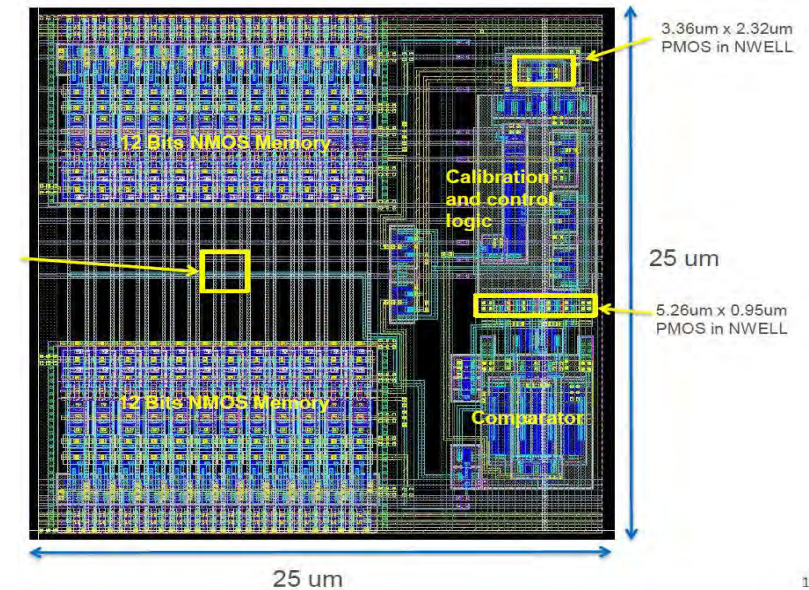 3.36um x 2.32um
PMOS in NWELL
12 Bits NMOS Memory
Calibration
and control
logic
25 um
5.26um x 0.95um
PMOS in NWELL
12 Bits NMOS Memory
Comparator
25 um
1